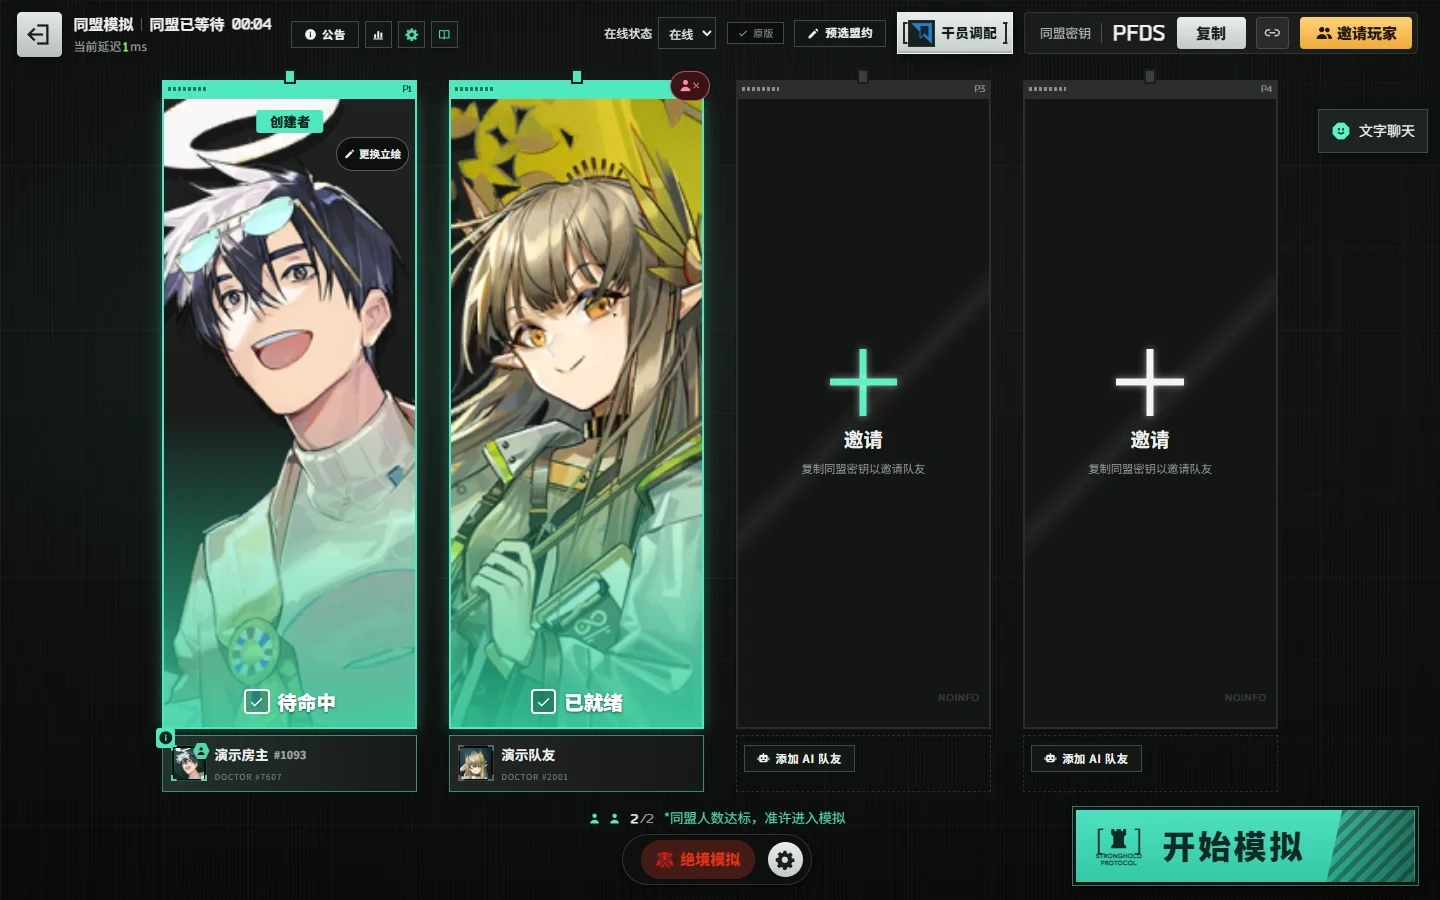 同盟模拟 同盟已等待 00:04
当前延迟1ms
公告
在线状态 在线
原版
预选盟约
干员调配
同盟密钥 PFDS 复制
邀请玩家
P1
P3
P4
创建者
更换立绘
文字聊天
邀请
复制同盟密钥以邀请队友
邀请
复制同盟密钥以邀请队友
待命中
已就绪
NOINFO
NOINFO
演示房主 #1093
DOCTOR #7607
演示队友
DOCTOR #2001
添加 AI 队友
添加 AI 队友
2/2 *同盟人数达标，准许进入模拟
绝境模拟
STRONGHOLD
PROTOCOL
开始模拟